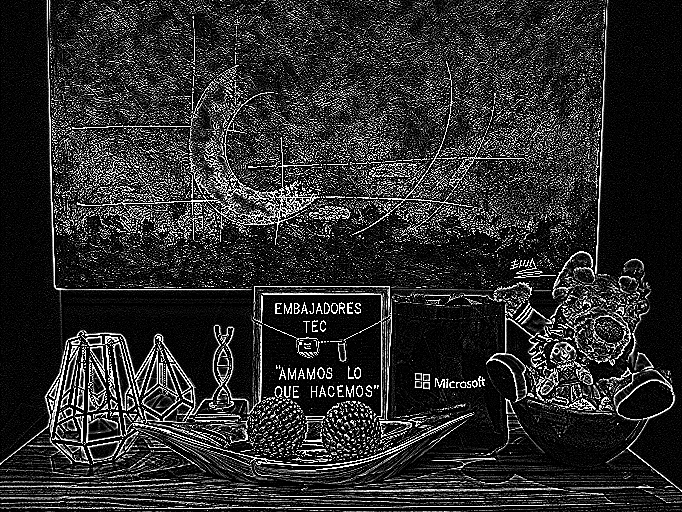 EMBAJADORES
TEC
"AMAMOS LO
QUE HACEMOS"
Microsoft